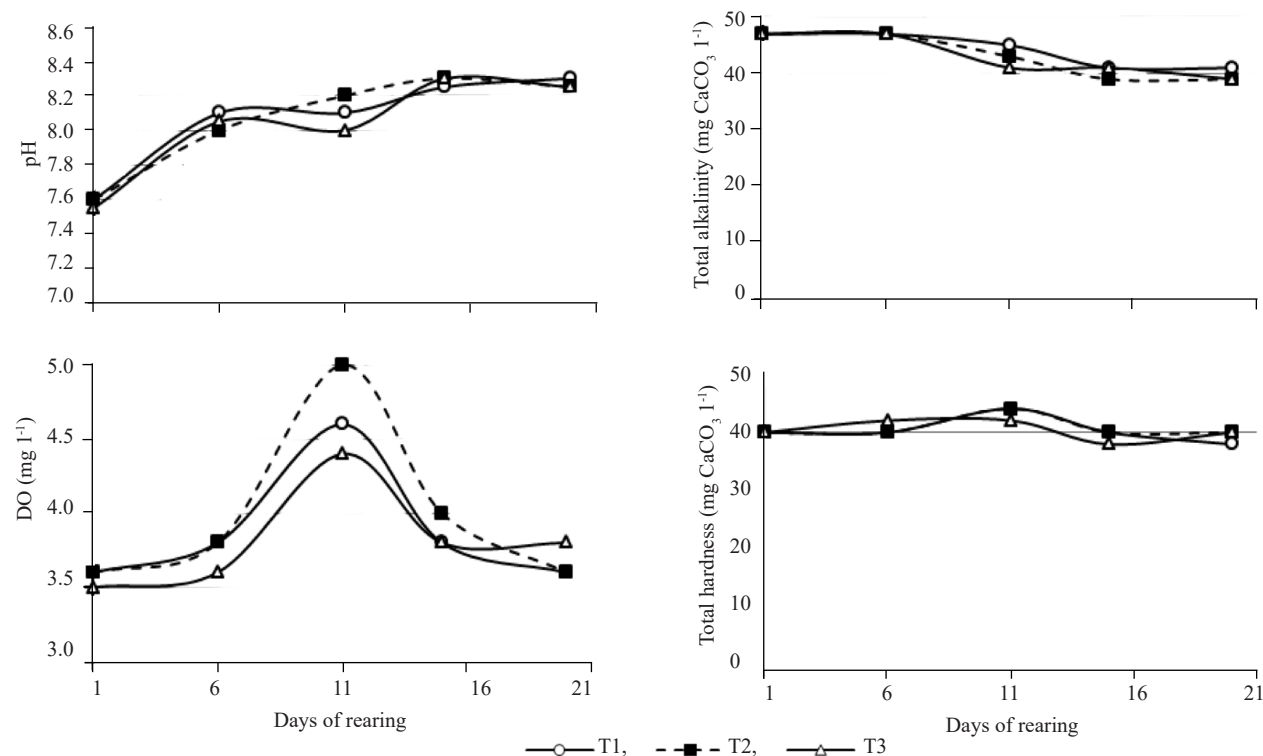 8.6
8.4
8.2
8.0
7.8
7.6
7.4
7.2
7.0
pH
50
40
30
20
10
0
Total alkalinity (mg CaCO₃ 1⁻¹)
5.0
4.5
4.0
3.5
3.0
DO (mg 1⁻¹)
1 6 11 16 21
Days of rearing
50
40
30
20
10
0
Total hardness (mg CaCO₃ 1⁻¹)
1 6 11 16 21
Days of rearing
T1, T2, T3